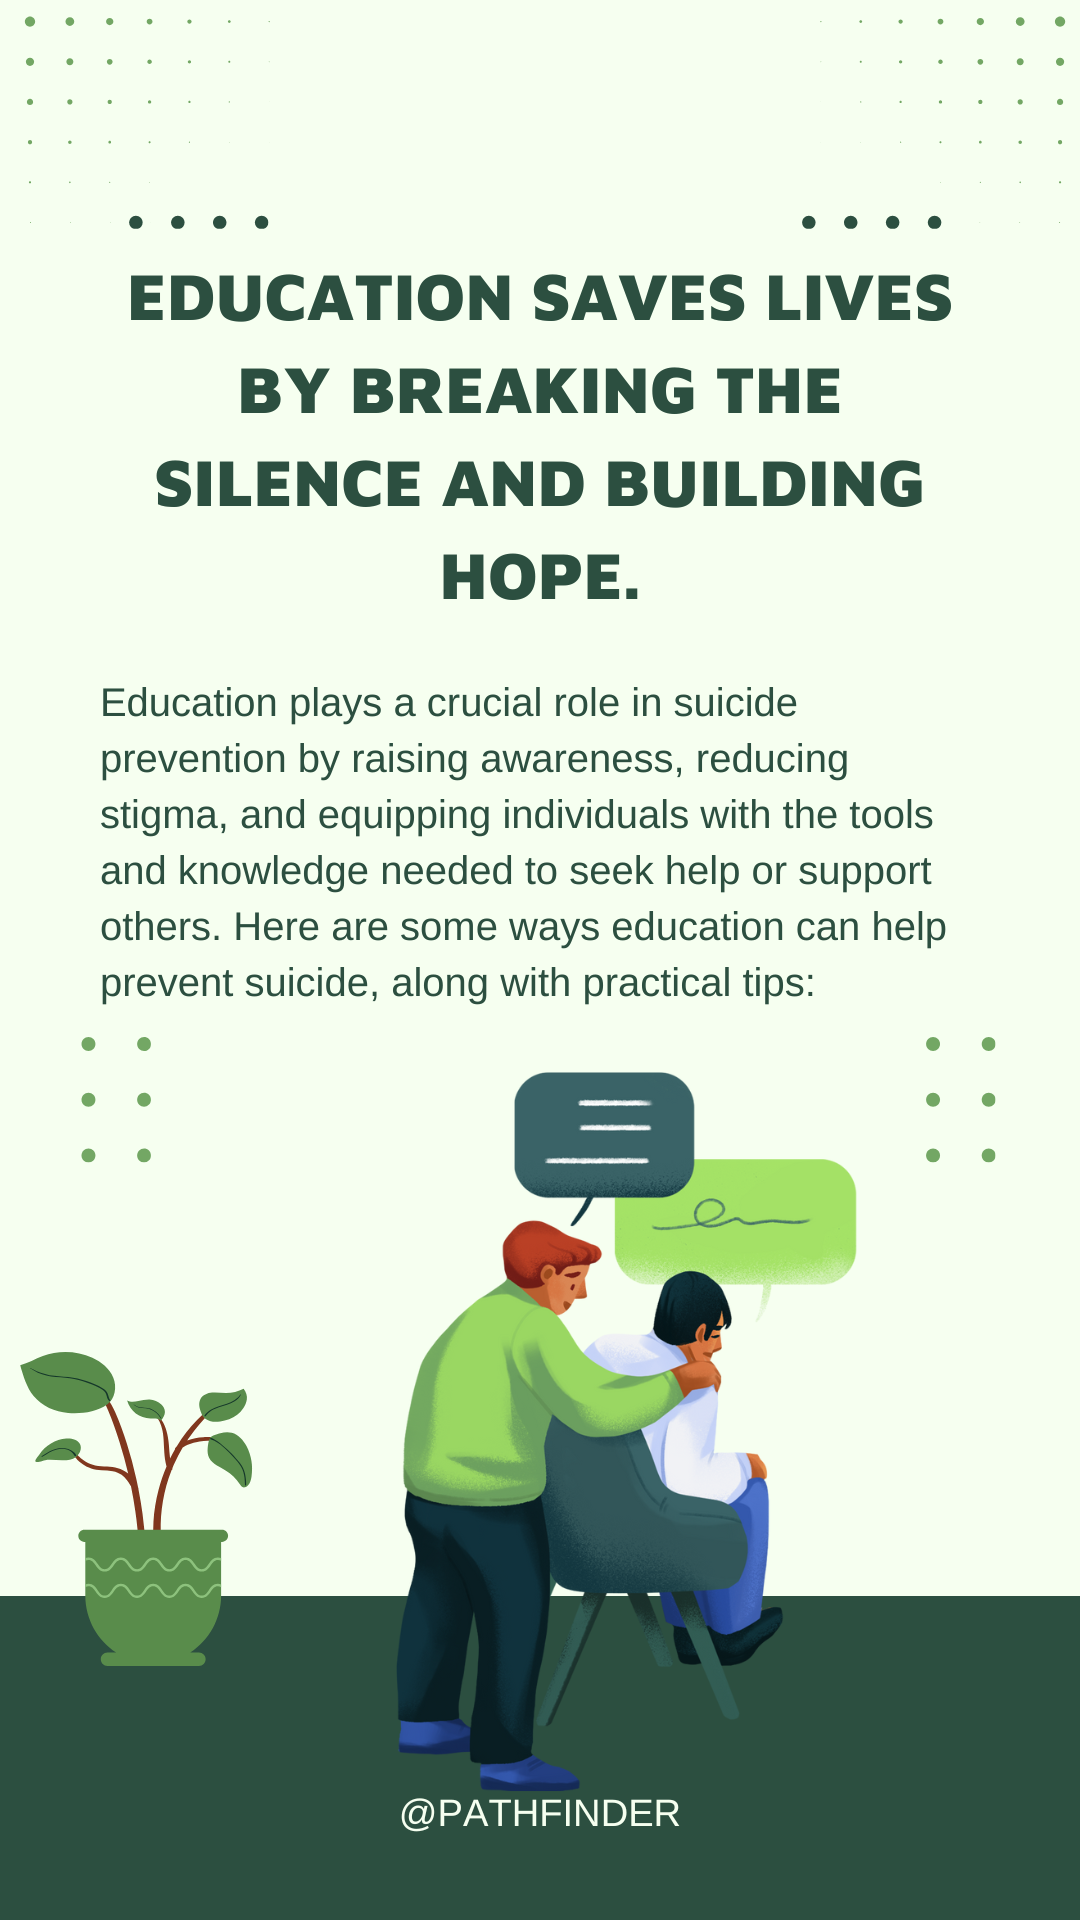 EDUCATION SAVES LIVES
BY BREAKING THE
SILENCE AND BUILDING
HOPE.
Education plays a crucial role in suicide
prevention by raising awareness, reducing
stigma, and equipping individuals with the tools
and knowledge needed to seek help or support
others. Here are some ways education can help
prevent suicide, along with practical tips:
@PATHFINDER